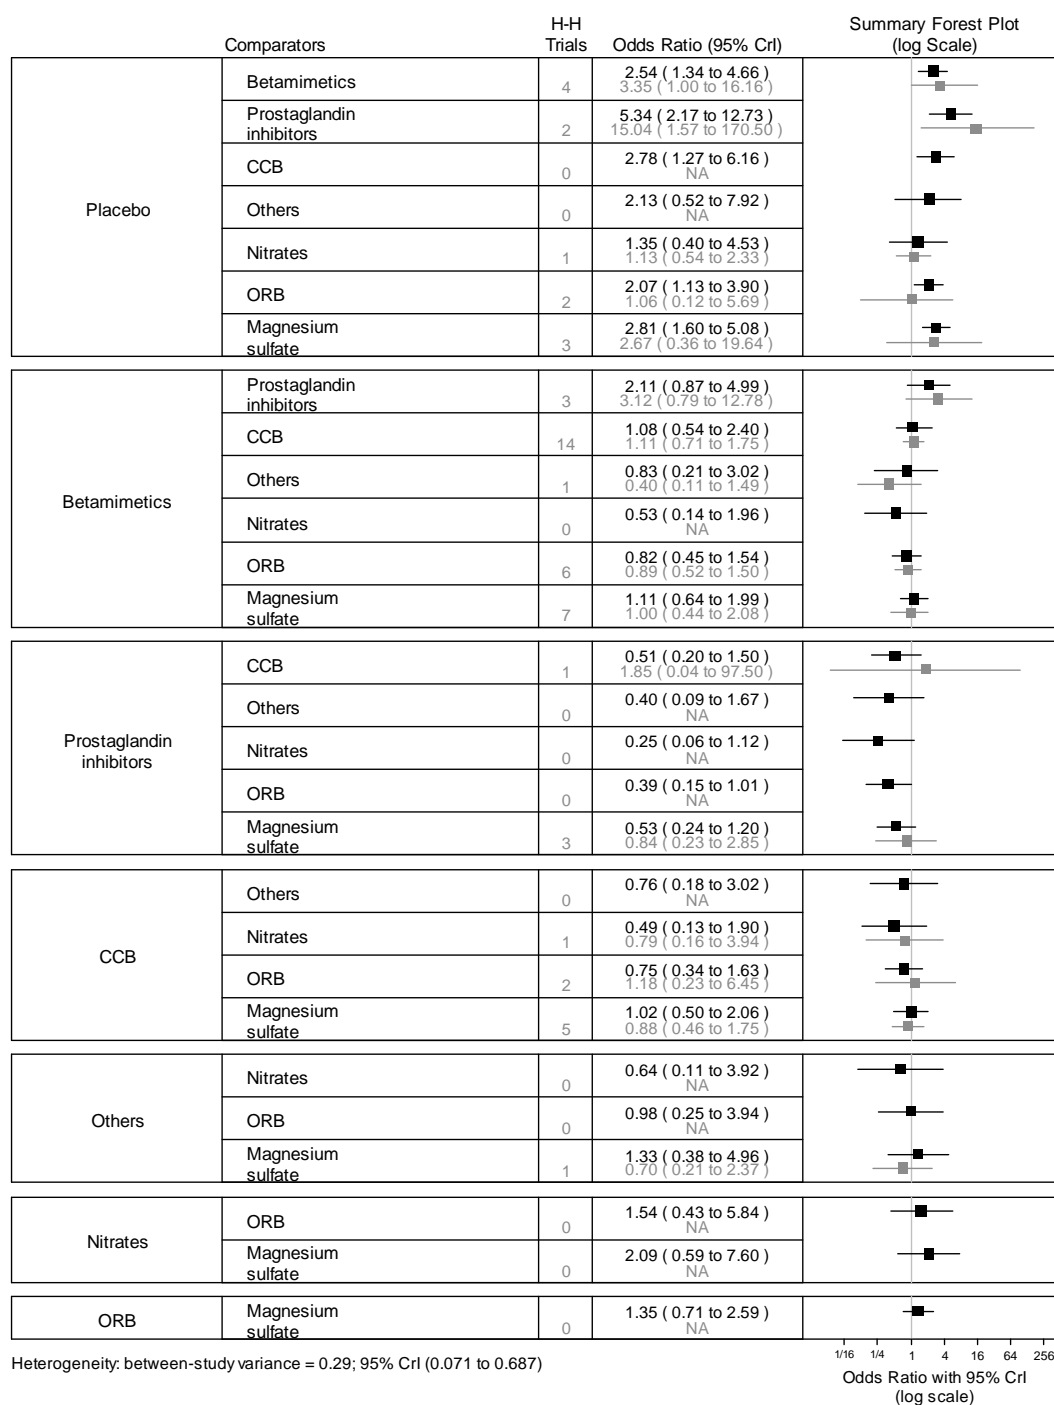 H-H
Summary Forest Plot
Comparators Trials Odds Ratio (95% CrI) (log Scale)
Placebo
Betamimetics 4 2.54 ( 1.34 to 4.66 )
3.35 ( 1.00 to 16.16 )
Prostaglandin
inhibitors 2 5.34 ( 2.17 to 12.73 )
15.04 ( 1.57 to 170.50 )
CCB 0 2.78 ( 1.27 to 6.16 )
NA
Others 0 2.13 ( 0.52 to 7.92 )
NA
Nitrates 1 1.35 ( 0.40 to 4.53 )
1.13 ( 0.54 to 2.33 )
ORB 2 2.07 ( 1.13 to 3.90 )
1.06 ( 0.12 to 5.69 )
Magnesium
sulfate 3 2.81 ( 1.60 to 5.08 )
2.67 ( 0.36 to 19.64 )
Betamimetics
Prostaglandin
inhibitors 3 2.11 ( 0.87 to 4.99 )
3.12 ( 0.79 to 12.78 )
CCB 14 1.08 ( 0.54 to 2.40 )
1.11 ( 0.71 to 1.75 )
Others 1 0.83 ( 0.21 to 3.02 )
0.40 ( 0.11 to 1.49 )
Nitrates 0 0.53 ( 0.14 to 1.96 )
NA
ORB 6 0.82 ( 0.45 to 1.54 )
0.89 ( 0.52 to 1.50 )
Magnesium
sulfate 7 1.11 ( 0.64 to 1.99 )
1.00 ( 0.44 to 2.08 )
Prostaglandin
inhibitors
CCB 1 0.51 ( 0.20 to 1.50 )
1.85 ( 0.04 to 97.50 )
Others 0 0.40 ( 0.09 to 1.67 )
NA
Nitrates 0 0.25 ( 0.06 to 1.12 )
NA
ORB 0 0.39 ( 0.15 to 1.01 )
NA
Magnesium
sulfate 3 0.53 ( 0.24 to 1.20 )
0.84 ( 0.23 to 2.85 )
CCB
Others 0 0.76 ( 0.18 to 3.02 )
NA
Nitrates 1 0.49 ( 0.13 to 1.90 )
0.79 ( 0.16 to 3.94 )
ORB 2 0.75 ( 0.34 to 1.63 )
1.18 ( 0.23 to 6.45 )
Magnesium
sulfate 5 1.02 ( 0.50 to 2.06 )
0.88 ( 0.46 to 1.75 )
Others
Nitrates 0 0.64 ( 0.11 to 3.92 )
NA
ORB 0 0.98 ( 0.25 to 3.94 )
NA
Magnesium
sulfate 1 1.33 ( 0.38 to 4.96 )
0.70 ( 0.21 to 2.37 )
Nitrates
ORB 0 1.54 ( 0.43 to 5.84 )
NA
Magnesium
sulfate 0 2.09 ( 0.59 to 7.60 )
NA
ORB
Magnesium
sulfate 0 1.35 ( 0.71 to 2.59 )
NA
1/16 1/4 1 4 16 64 256
Heterogeneity: between-study variance = 0.29; 95% CrI (0.071 to 0.687)
Odds Ratio with 95% CrI
(log scale)